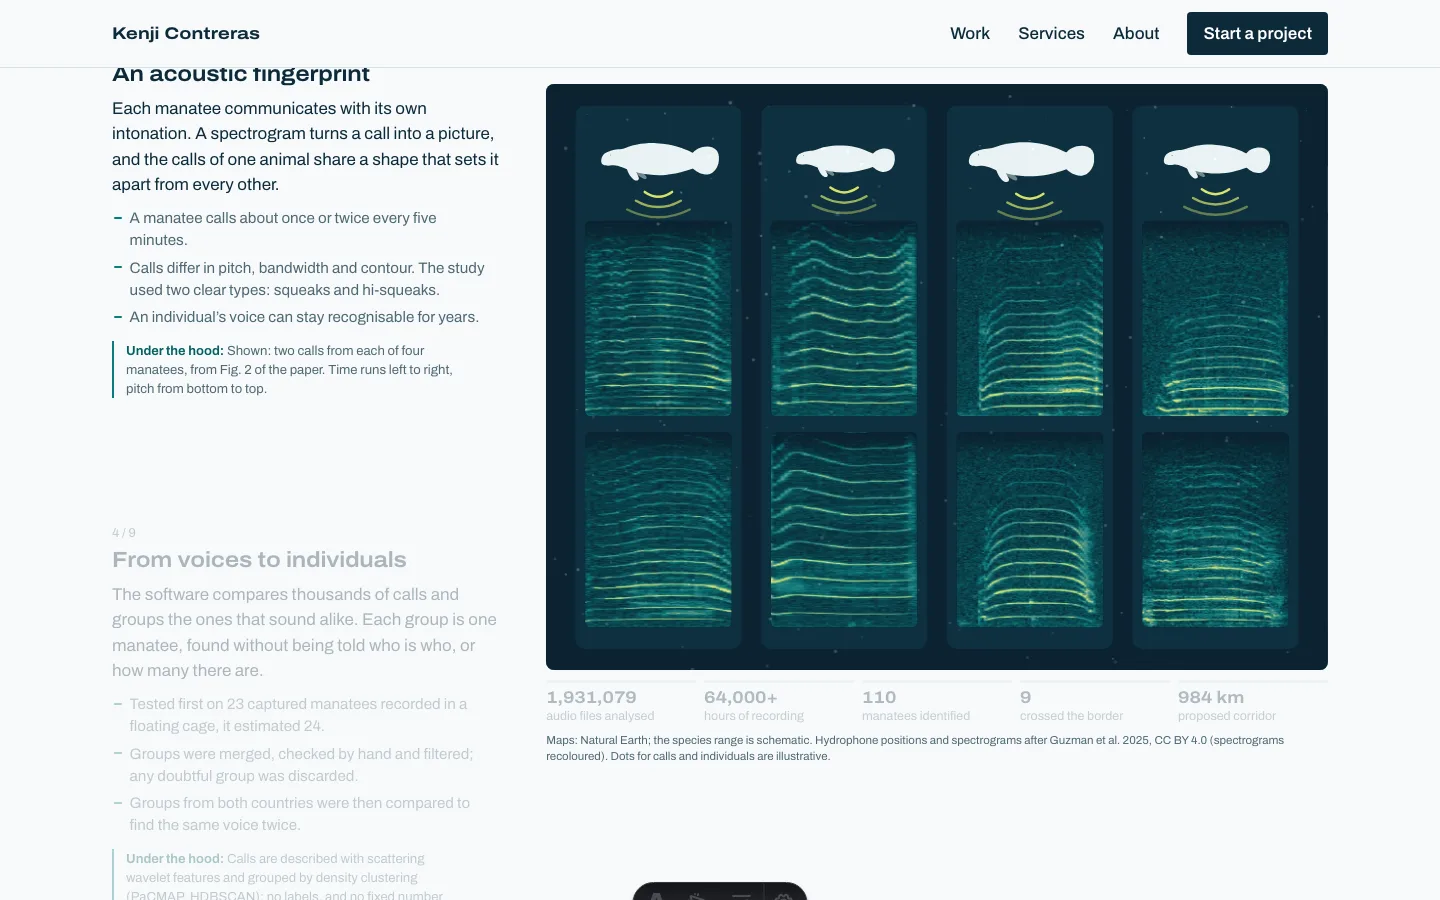 Kenji Contreras
Work
Services
About
Start a project
An acoustic fingerprint
Each manatee communicates with its own
intonation. A spectrogram turns a call into a picture,
and the calls of one animal share a shape that sets it
apart from every other.
– A manatee calls about once or twice every five
minutes.
– Calls differ in pitch, bandwidth and contour. The study
used two clear types: squeaks and hi-squeaks.
– An individual’s voice can stay recognisable for years.
Under the hood: Shown: two calls from each of four
manatees, from Fig. 2 of the paper. Time runs left to right,
pitch from bottom to top.
4 / 9
From voices to individuals
The software compares thousands of calls and
groups the ones that sound alike. Each group is one
manatee, found without being told who is who, or
how many there are.
– Tested first on 23 captured manatees recorded in a
floating cage, it estimated 24.
– Groups were merged, checked by hand and filtered;
any doubtful group was discarded.
– Groups from both countries were then compared to
find the same voice twice.
Under the hood: Calls are described with scattering
wavelet features and grouped by density clustering
(PaCMAP, HDBSCAN): no labels, and no fixed number
1,931,079
audio files analysed
64,000+
hours of recording
110
manatees identified
9
crossed the border
984 km
proposed corridor
Maps: Natural Earth; the species range is schematic. Hydrophone positions and spectrograms after Guzman et al. 2025, CC BY 4.0 (spectrograms
recoloured). Dots for calls and individuals are illustrative.